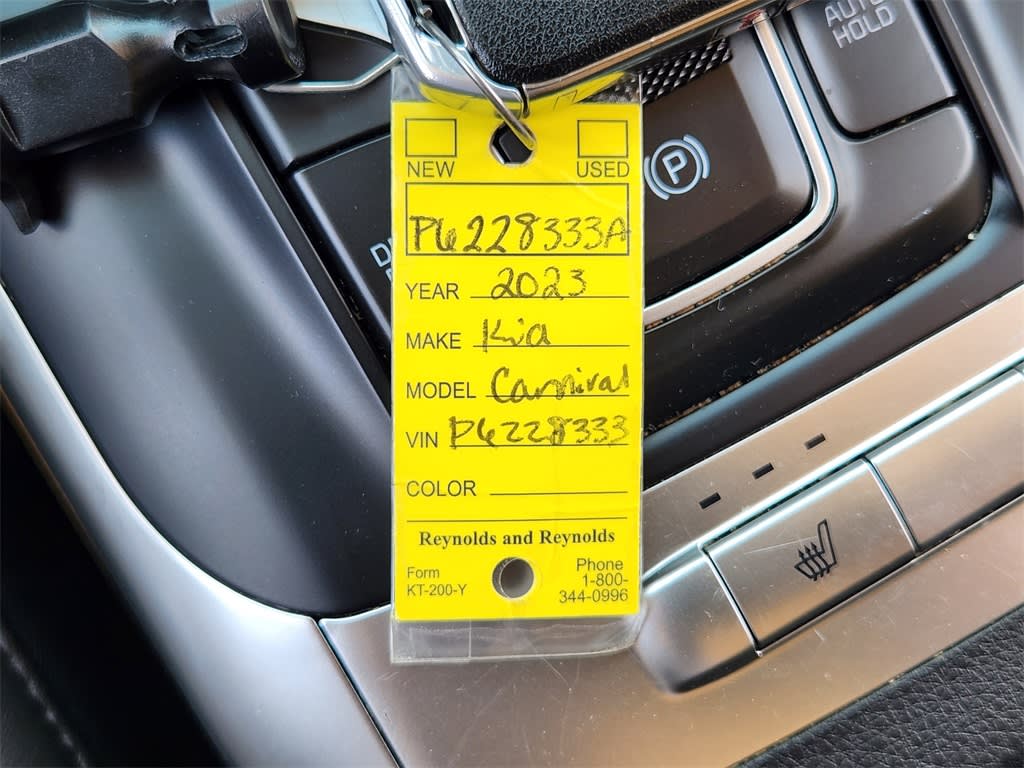 AUTO
HOLD
P
NEW USED
P6228333A
YEAR 2023
MAKE Kia
MODEL Carnival
VIN P6228333
COLOR
Reynolds and Reynolds
Form
KT-200-Y
Phone
1-800-
344-0996